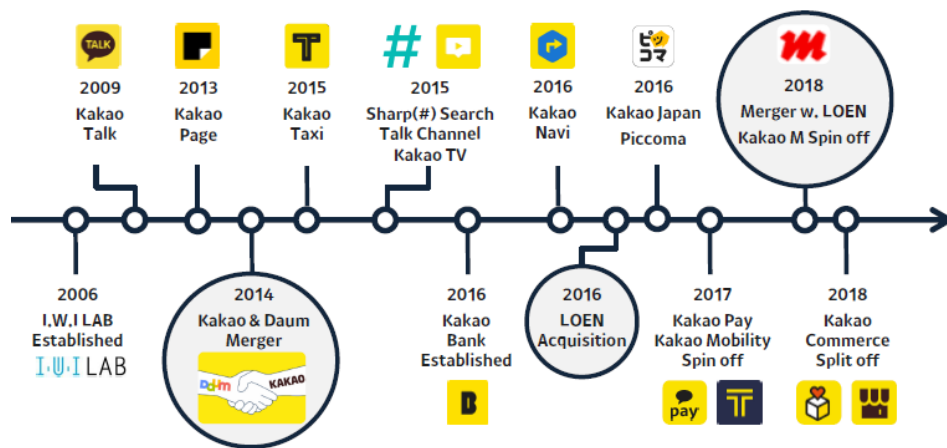 TALK
2009
Kakao
Talk
2013
Kakao
Page
T
2015
Kakao
Taxi
#
2015
Sharp(#) Search
Talk Channel
Kakao TV
2016
Kakao
Navi
ピッ
コマ
2016
Kakao Japan
Piccoma
m
2018
Merger w. LOEN
Kakao M Spin off
2006
I.W.I LAB
Established
I·W·I LAB
2014
Kakao & Daum
Merger
Daum
KAKAO
2016
Kakao
Bank
Established
B
2016
LOEN
Acquisition
2017
Kakao Pay
Kakao Mobility
Spin off
pay
T
2018
Kakao
Commerce
Split off